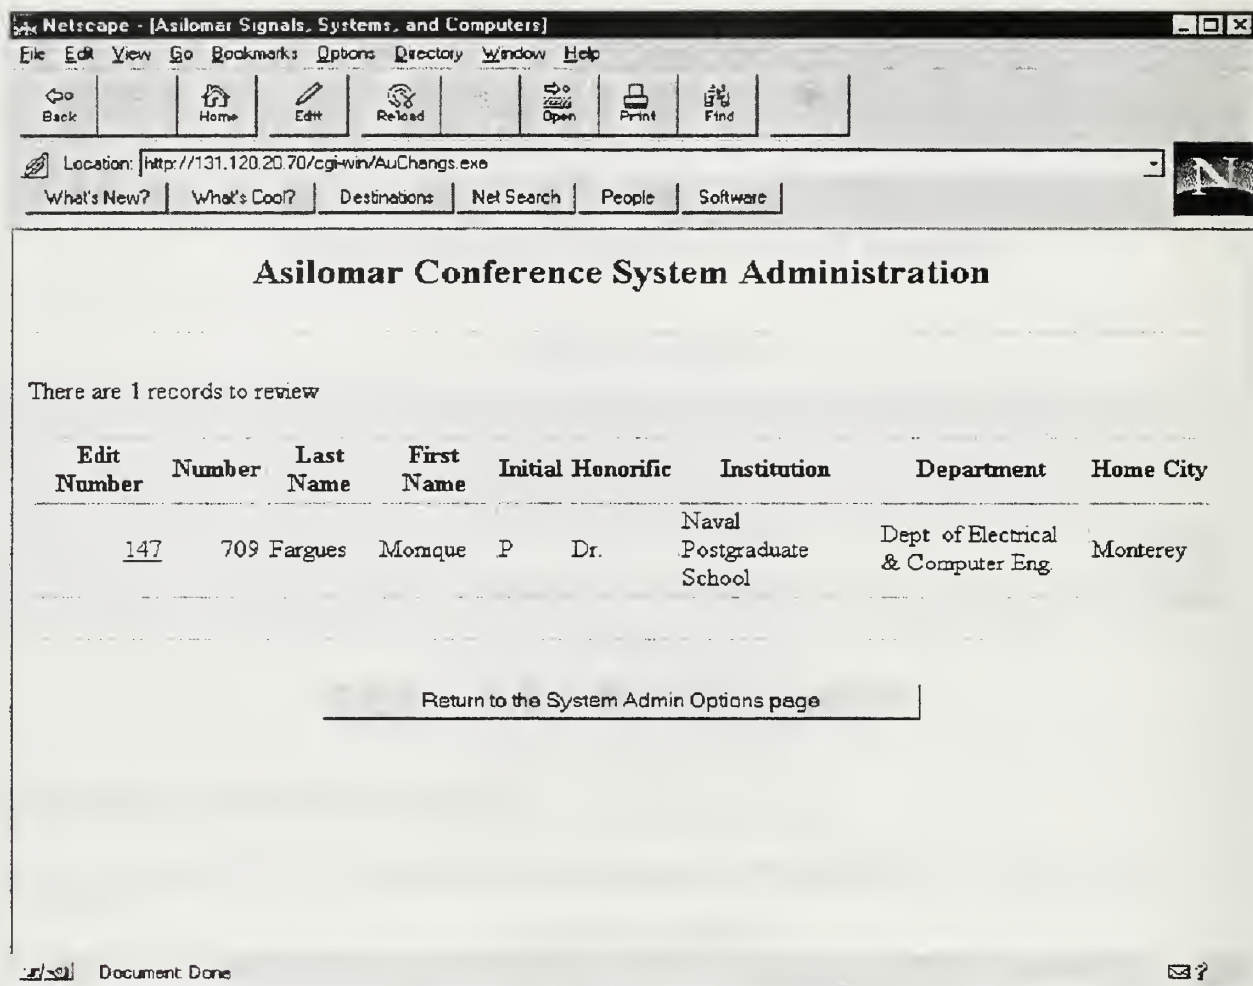 Netscape - [Asilomar Signals, Systems, and Computers]
File Edit View Go Bookmarks Options Directory Window Help
Back Home Edit Reload Open Print Find
Location: http://131.120.20.70/cgi-win/AuChangs.exe
N
What's New? What's Cool? Destinations Net Search People Software
Asilomar Conference System Administration
There are 1 records to review
Edit Number Number Last Name First Name Initial Honorific Institution Department Home City
147 709 Fargues Monique P Dr. Naval Postgraduate School Dept of Electrical & Computer Eng. Monterey
Return to the System Admin Options page
Document: Done
?